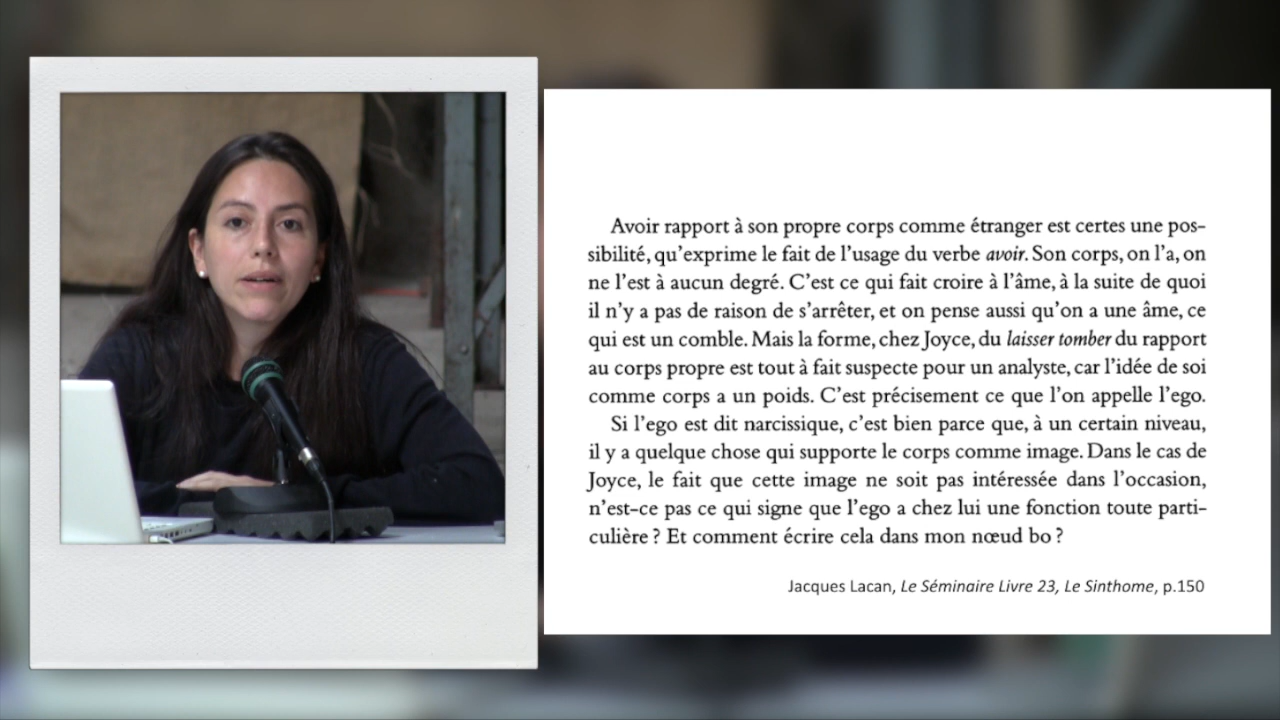 Avoir rapport à son propre corps comme étranger est certes une pos-
sibilité, qu'exprime le fait de l'usage du verbe avoir. Son corps, on l'a, on
ne l'est à aucun degré. C'est ce qui fait croire à l'âme, à la suite de quoi
il n'y a pas de raison de s'arrêter, et on pense aussi qu'on a une âme, ce
qui est un comble. Mais la forme, chez Joyce, du laisser tomber du rapport
au corps propre est tout à fait suspecte pour un analyste, car l'idée de soi
comme corps a un poids. C'est précisément ce que l'on appelle l'ego.
Si l'ego est dit narcissique, c'est bien parce que, à un certain niveau,
il y a quelque chose qui supporte le corps comme image. Dans le cas de
Joyce, le fait que cette image ne soit pas intéressée dans l'occasion,
n'est-ce pas ce qui signe que l'ego a chez lui une fonction toute parti-
culière ? Et comment écrire cela dans mon nœud bo ?
Jacques Lacan, Le Séminaire Livre 23, Le Sinthome, p.150